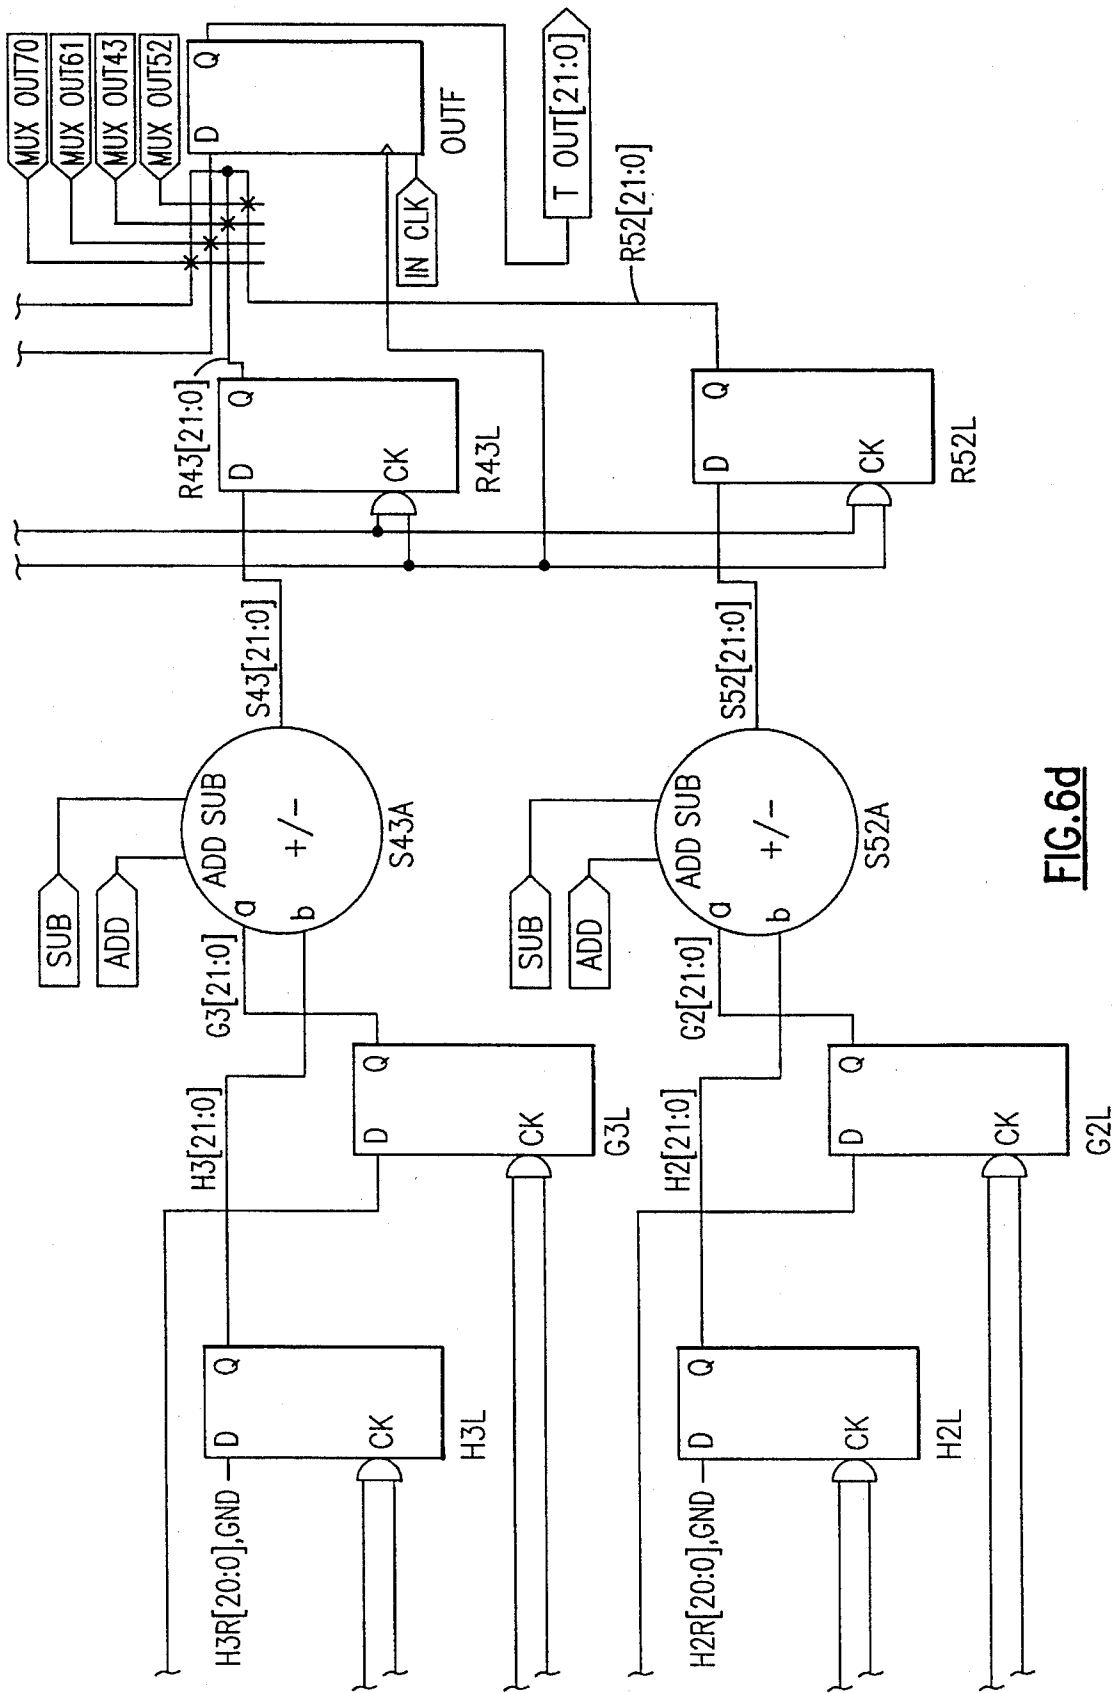 H3R[20:0],GND
D
Q
CK
H3L
H3[21:0]
D
Q
CK
G3L
G3[21:0]
SUB
ADD
a
b
ADD SUB
+/-
S43A
S43[21:0]
D
Q
CK
R43L
R43[21:0]
MUX OUT70
MUX OUT61
MUX OUT43
MUX OUT52
D
Q
OUTF
IN CLK
T OUT[21:0]
H2R[20:0],GND
D
Q
CK
H2L
H2[21:0]
D
Q
CK
G2L
G2[21:0]
SUB
ADD
a
b
ADD SUB
+/-
S52A
S52[21:0]
D
Q
CK
R52L
R52[21:0]
FIG.6d